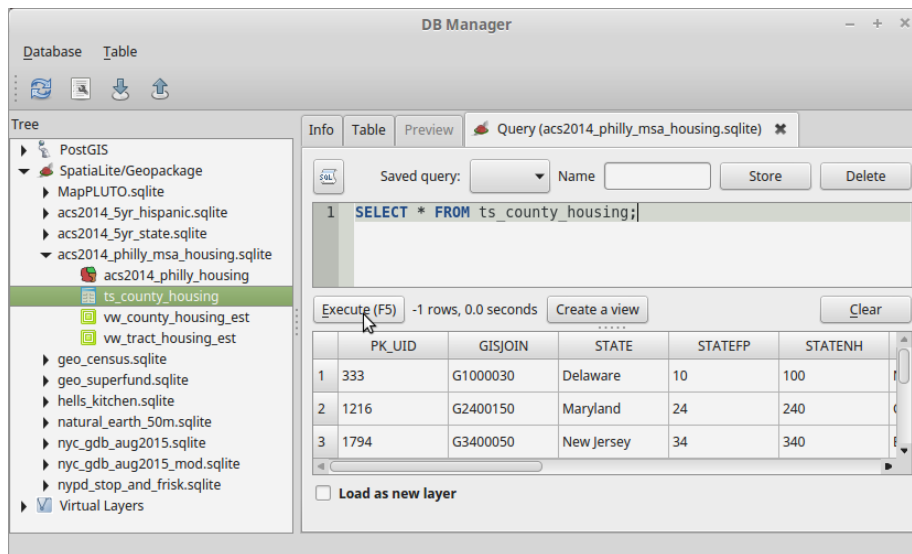 DB Manager
Database Table
Tree
PostGIS
SpatiaLite/Geopackage
MapPLUTO.sqlite
acs2014_5yr_hispanic.sqlite
acs2014_5yr_state.sqlite
acs2014_philly_msa_housing.sqlite
acs2014_philly_housing
ts_county_housing
vw_county_housing_est
vw_tract_housing_est
geo_census.sqlite
geo_superfund.sqlite
hells_kitchen.sqlite
natural_earth_50m.sqlite
nyc_gdb_aug2015.sqlite
nyc_gdb_aug2015_mod.sqlite
nypd_stop_and_frisk.sqlite
Virtual Layers
Info Table Preview Query (acs2014_philly_msa_housing.sqlite)
SQL Saved query: Name Store Delete
1 SELECT * FROM ts_county_housing;
Execute (F5) -1 rows, 0.0 seconds Create a view Clear
PK_UID GISJOIN STATE STATEFP STATENH
1 333 G1000030 Delaware 10 100
2 1216 G2400150 Maryland 24 240
3 1794 G3400050 New Jersey 34 340
Load as new layer